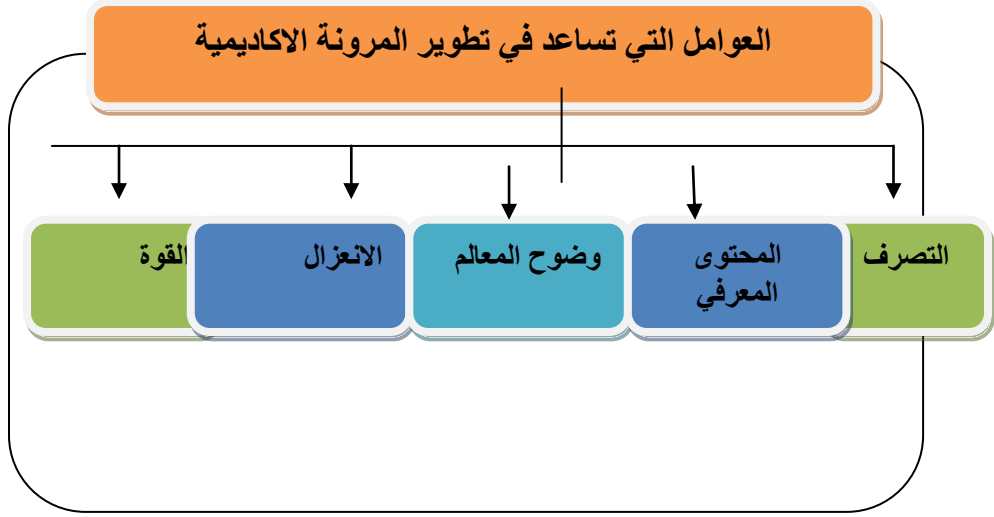 العوامل التي تساعد في تطوير المرونة الاكاديمية
التصرف
المحتوى
المعرفي
وضوح المعالم
الانعزال
القوة